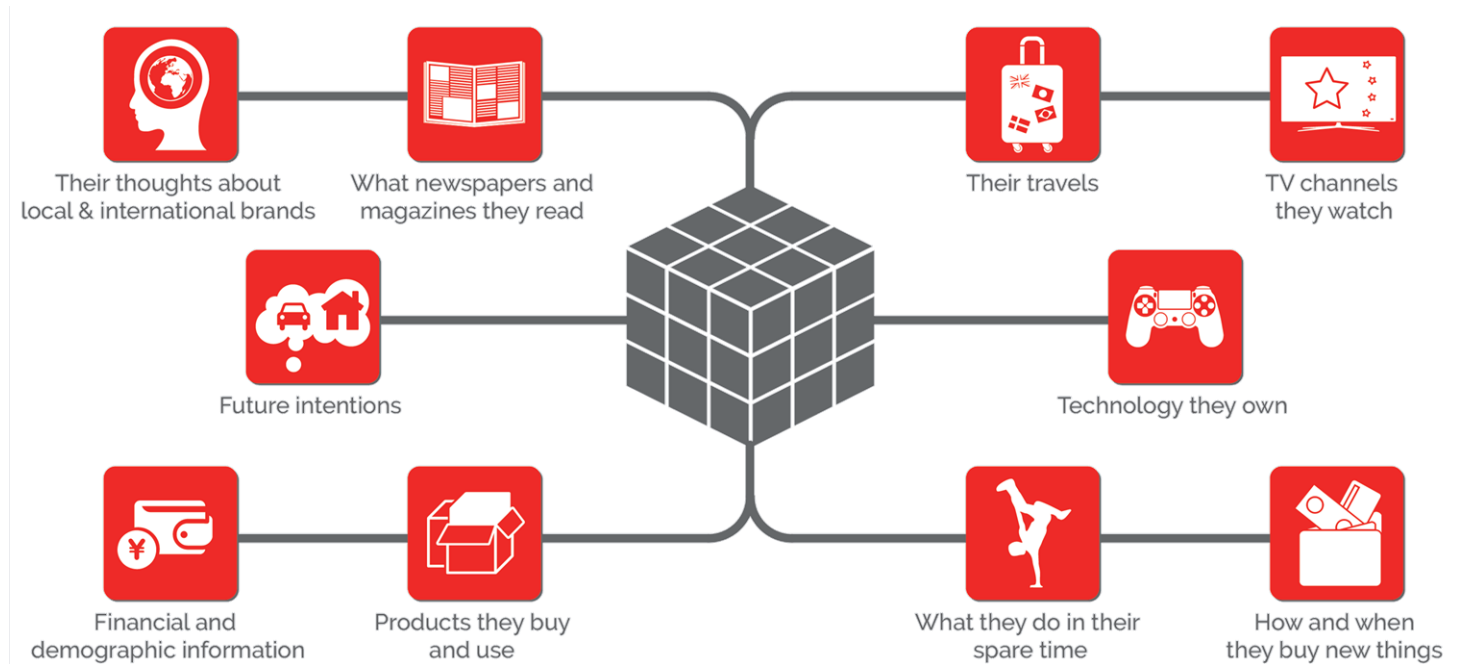 Their thoughts about
local & international brands
What newspapers and
magazines they read
Their travels
TV channels
they watch
Future intentions
Technology they own
¥
Financial and
demographic information
Products they buy
and use
What they do in their
spare time
How and when
they buy new things